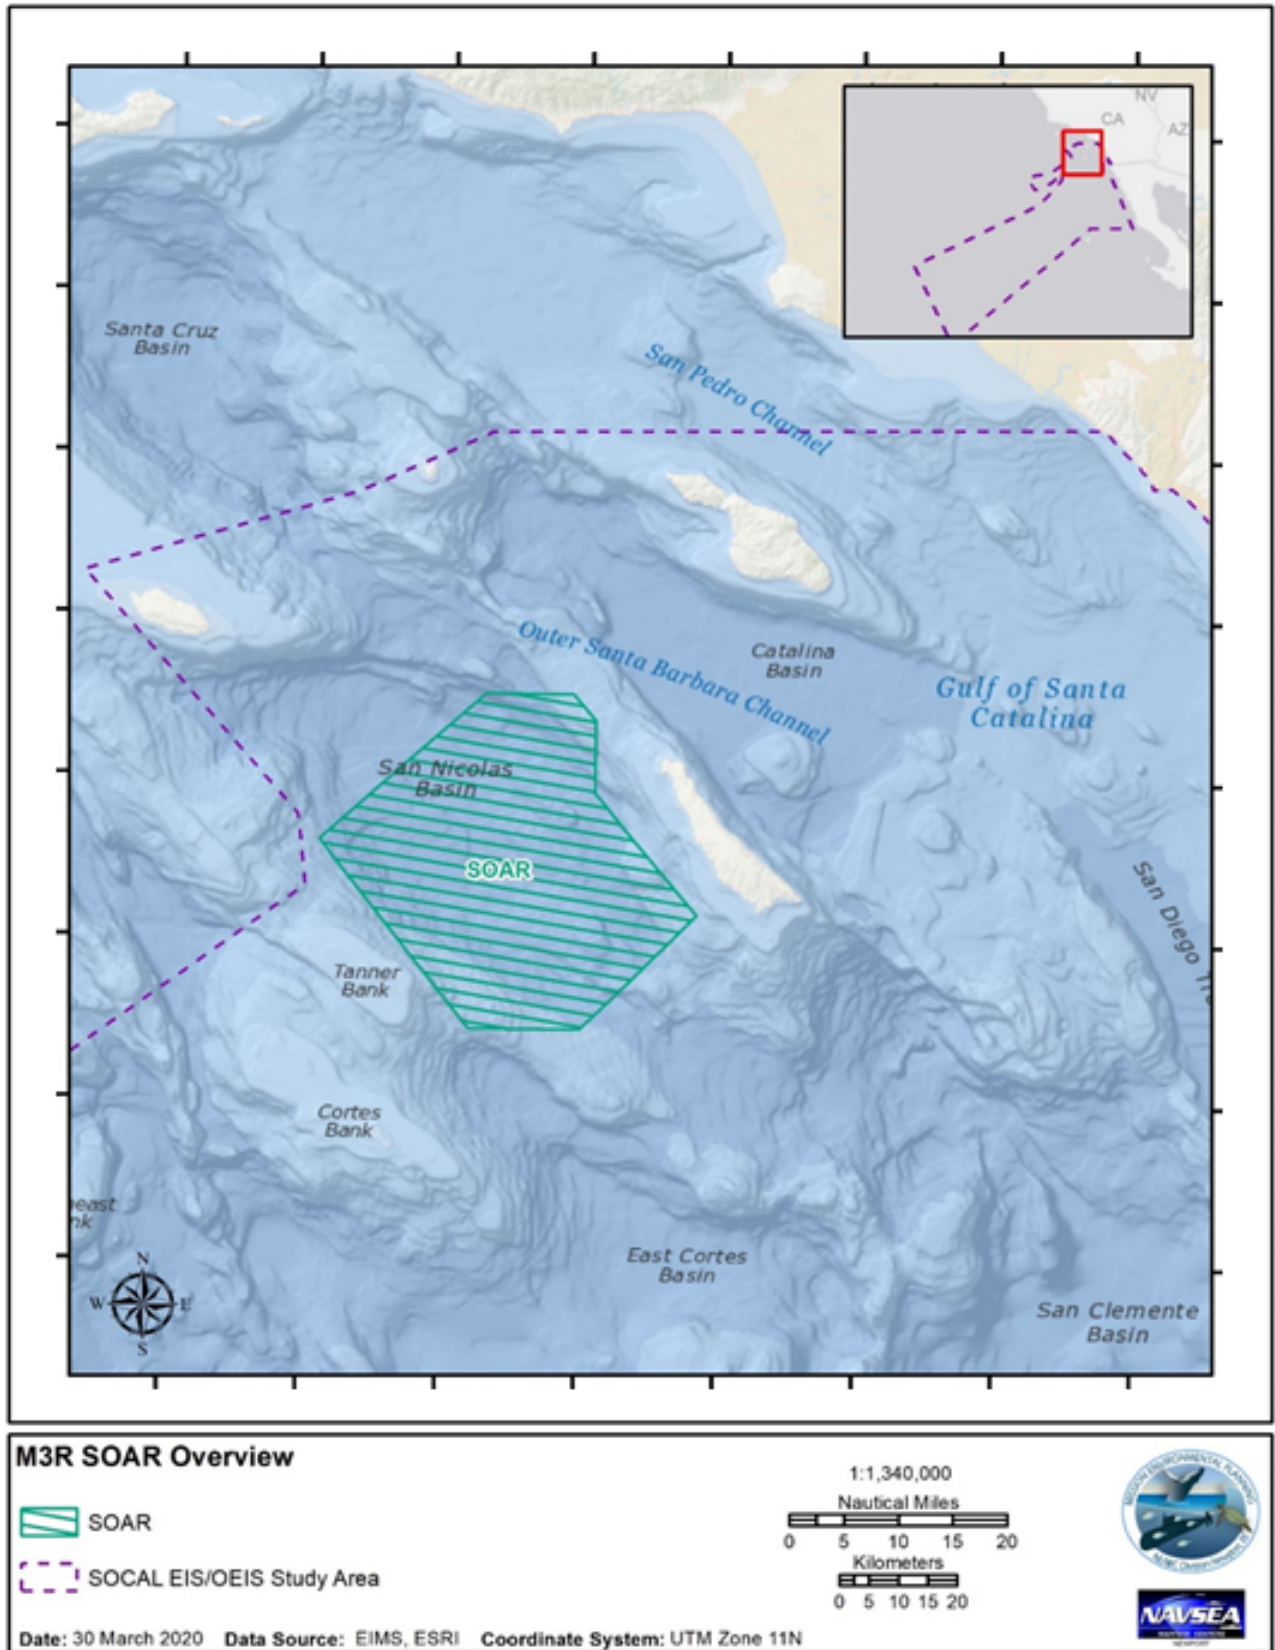 NV
CA
AZ
Santa Cruz
Basin
San Pedro Channel
Outer Santa Barbara Channel
Catalina
Basin
Gulf of Santa
Catalina
San Nicolas
Basin
SOAR
San Diego Tro
Tanner
Bank
Cortes
Bank
East Cortes
Basin
San Clemente
Basin
N
W E
S
M3R SOAR Overview
SOAR
SOCAL EIS/OEIS Study Area
1:1,340,000
Nautical Miles
0 5 10 15 20
Kilometers
0 5 10 15 20
NAVSEA
NEWPORT
Date: 30 March 2020 Data Source: EIMS, ESRI Coordinate System: UTM Zone 11N